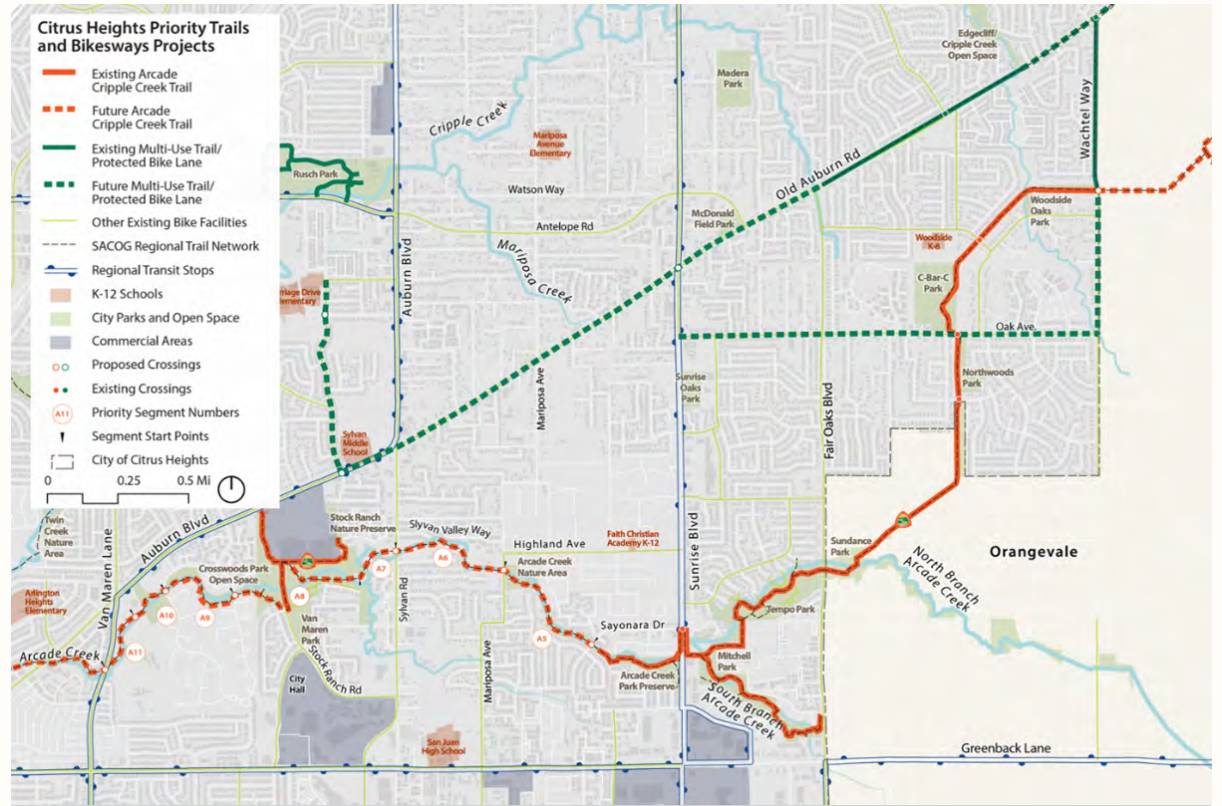 Citrus Heights Priority Trails
and Bikesways Projects
Existing Arcade
Cripple Creek Trail
Future Arcade
Cripple Creek Trail
Existing Multi-Use Trail/
Protected Bike Lane
Future Multi-Use Trail/
Protected Bike Lane
Other Existing Bike Facilities
SACOG Regional Trail Network
Regional Transit Stops
K-12 Schools
City Parks and Open Space
Commercial Areas
Proposed Crossings
Existing Crossings
A11
Priority Segment Numbers
Segment Start Points
City of Citrus Heights
0
0.25
0.5 Mi
Edgecliff/
Cripple Creek
Open Space
Madera
Park
Wachtel Way
Cripple Creek
Mariposa
Avenue
Elementary
Rusch Park
Old Auburn Rd
Watson Way
Antelope Rd
McDonald
Field Park
Woodside
Oaks
Park
Woodside
K-8
Mariposa Creek
Auburn Blvd
C-Bar-C
Park
rriage Drive
lementary
Oak Ave.
Mariposa Ave
Sunrise
Oaks
Park
Fair Oaks Blvd
Northwoods
Park
Sylvan
Middle
School
Stock Ranch
Nature Preserve
Slyvan Valley Way
Highland Ave
Faith Christian
Academy K-12
Sunrise Blvd
Twin
Creek
Nature
Area
Auburn Blvd
Van Maren Lane
Crosswoods Park
Open Space
A7
A6
Arcade Creek
Nature Area
Sundance
Park
Orangevale
North Branch
Arcade Creek
Arlington
Heights
Elementary
A10
A9
A8
Sylvan Rd
Tempo Park
Van
Maren
Park
A5
Sayonara Dr
Arcade Creek
A11
Stock Ranch Rd
Mariposa Ave
Mitchell
Park
Arcade Creek
Park Preserve
South Branch
Arcade Creek
City
Hall
San Juan
High School
Greenback Lane